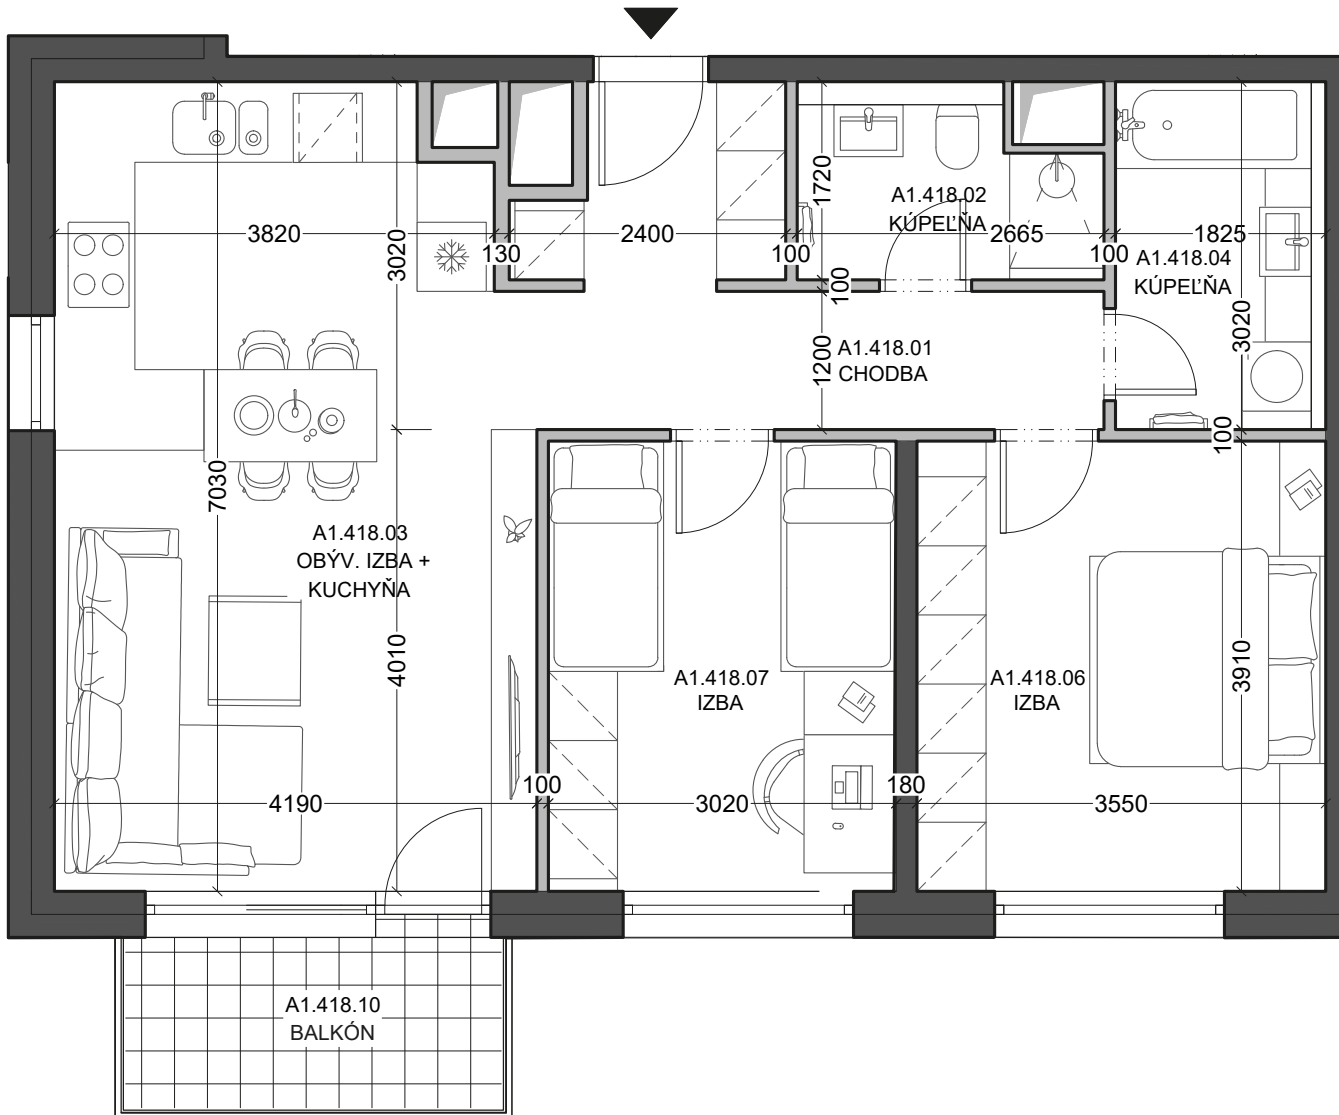 1720
A1.418.02
KÚPEĽŇA
3820
3020
130
2400
100
2665
100
1825
A1.418.04
KÚPEĽŇA
100
3020
1200
A1.418.01
CHODBA
100
7030
A1.418.03
OBÝV. IZBA +
KUCHYŇA
4010
A1.418.07
IZBA
A1.418.06
IZBA
3910
4190
100
3020
180
3550
A1.418.10
BALKÓN